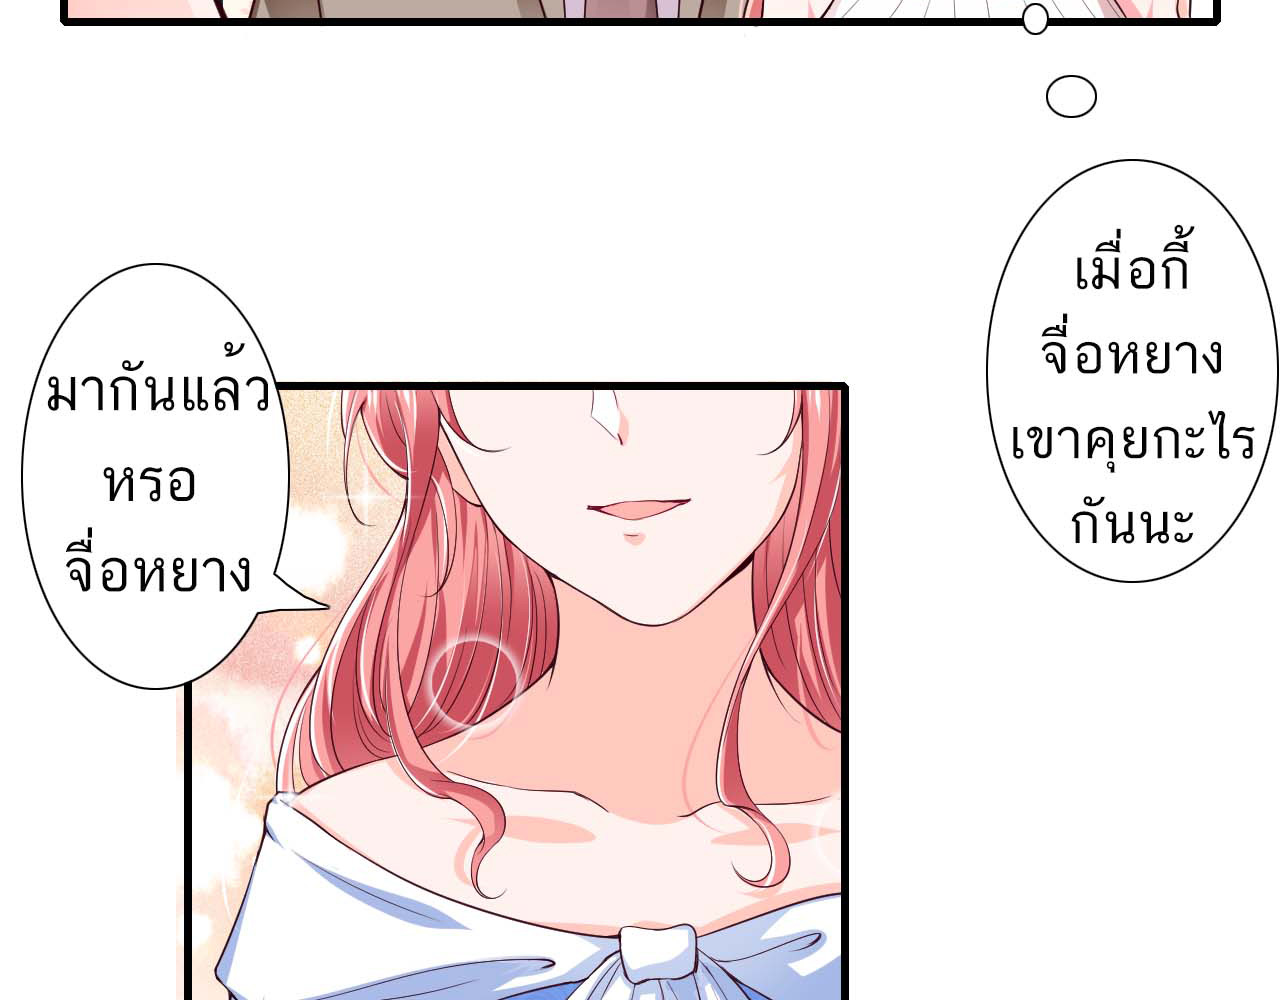 เมื่อกี้
จื่อหยาง
เขาคุยกะไร
กันนะ
มากันแล้ว
หรอ
จื่อหยาง